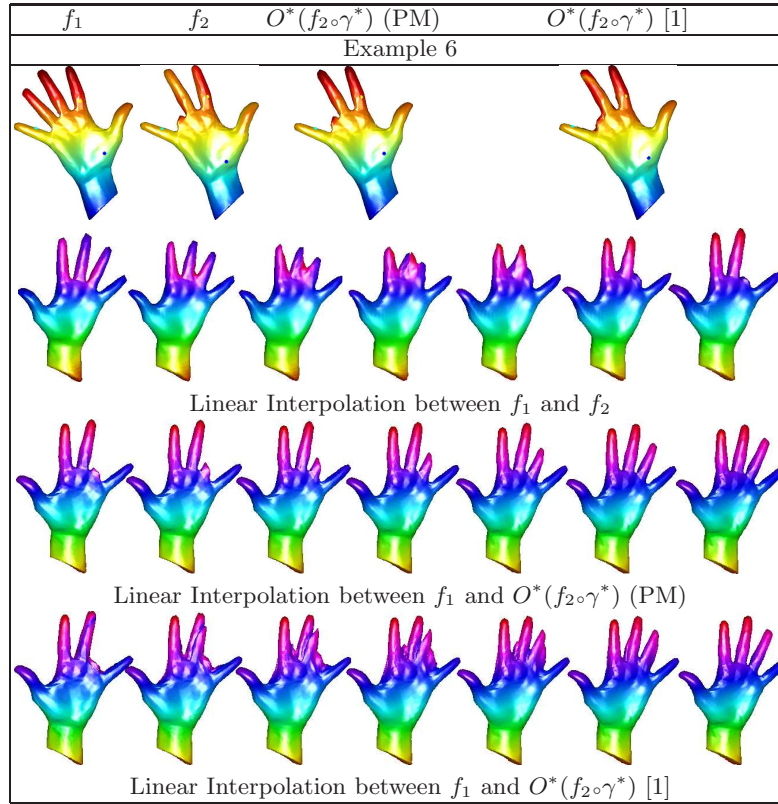 f₁ f₂ O*(f₂∘γ*) (PM) O*(f₂∘γ*) [1]
Example 6
Linear Interpolation between f₁ and f₂
Linear Interpolation between f₁ and O*(f₂∘γ*) (PM)
Linear Interpolation between f₁ and O*(f₂∘γ*) [1]